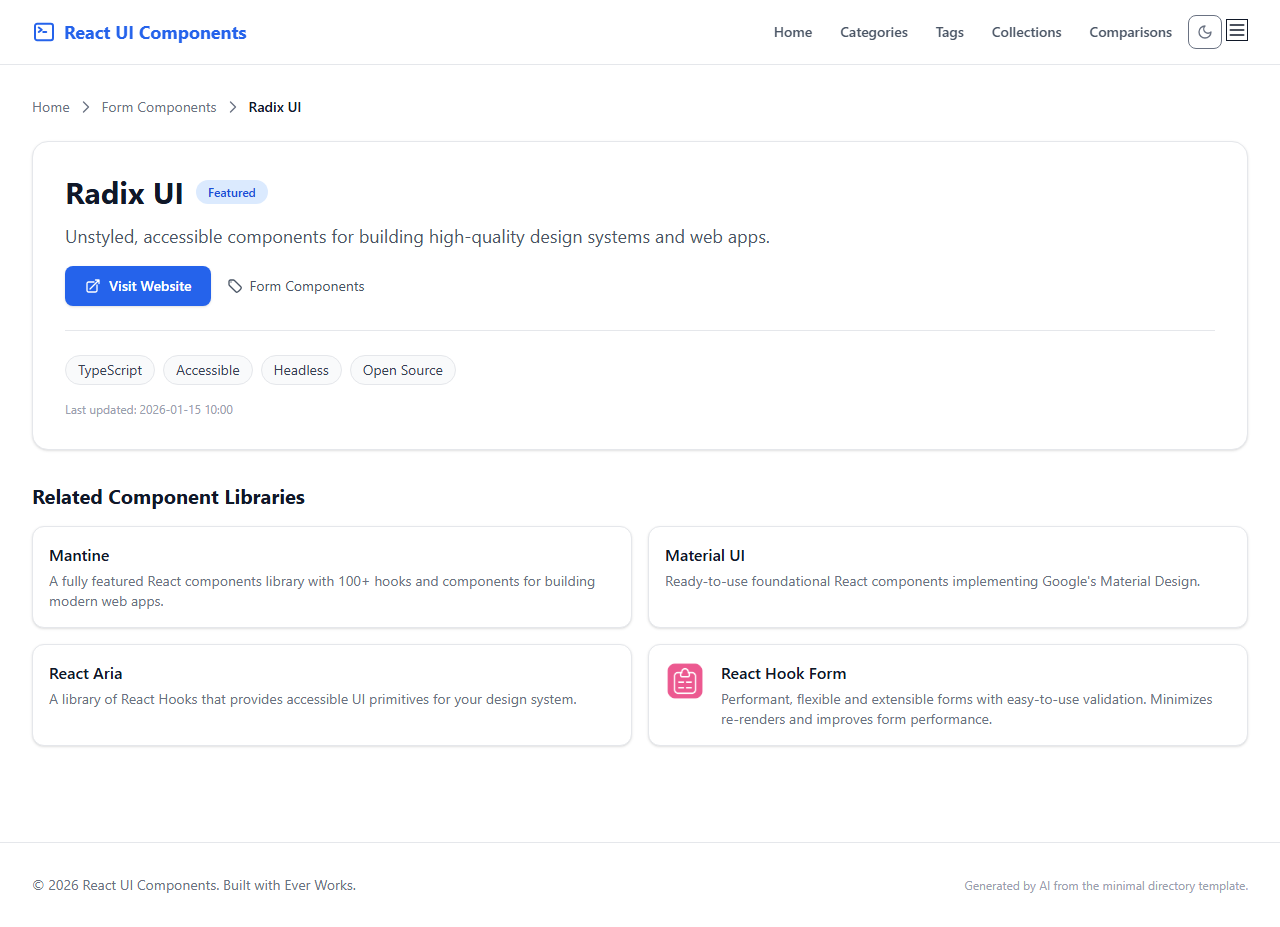 React UI Components
Home
Categories
Tags
Collections
Comparisons
Home
Form Components
Radix UI
Radix UI
Featured
Unstyled, accessible components for building high-quality design systems and web apps.
Visit Website
Form Components
TypeScript
Accessible
Headless
Open Source
Last updated: 2026-01-15 10:00
Related Component Libraries
Mantine
A fully featured React components library with 100+ hooks and components for building
modern web apps.
Material UI
Ready-to-use foundational React components implementing Google's Material Design.
React Aria
A library of React Hooks that provides accessible UI primitives for your design system.
React Hook Form
Performant, flexible and extensible forms with easy-to-use validation. Minimizes
re-renders and improves form performance.
© 2026 React UI Components. Built with Ever Works.
Generated by AI from the minimal directory template.